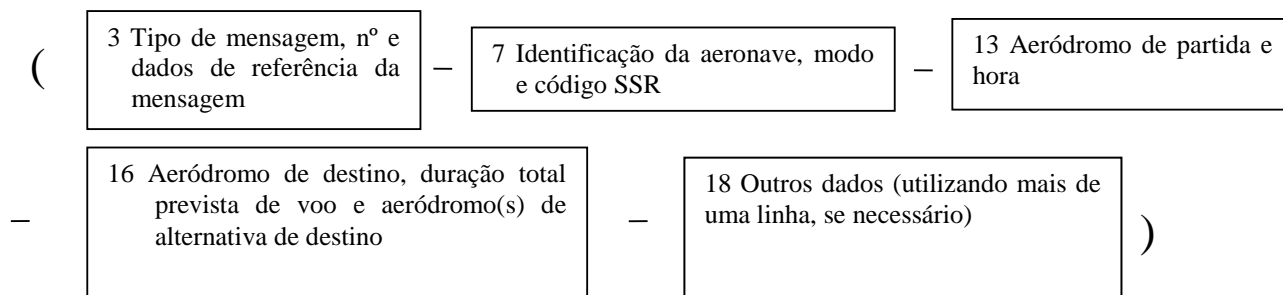 ( 3 Tipo de mensagem, nº e
dados de referência da
mensagem
– 7 Identificação da aeronave, modo
e código SSR
– 13 Aeródromo de partida e
hora
– 16 Aeródromo de destino, duração total
prevista de voo e aeródromo(s) de
alternativa de destino
– 18 Outros dados (utilizando mais de
uma linha, se necessário) )